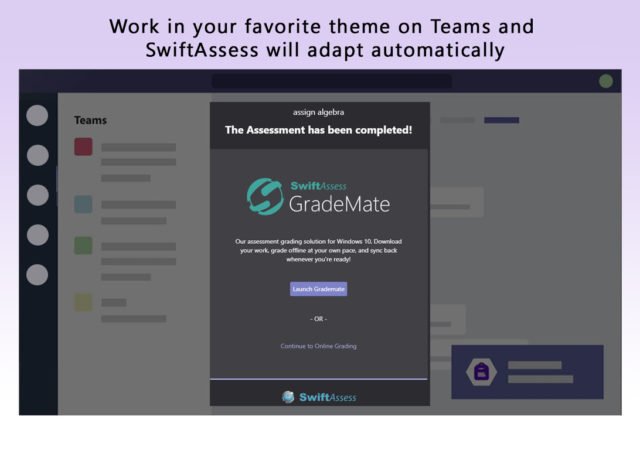 Work in your favorite theme on Teams and
SwiftAssess will adapt automatically
Teams
assign algebra
The Assessment has been completed!
SwiftAssess
GradeMate
Our assessment grading solution for Windows 10, Download
your work, grade offline at your own pace, and sync back
whenever you're ready!
Launch Grademate
- OR -
Continue to Online Grading
SwiftAssess